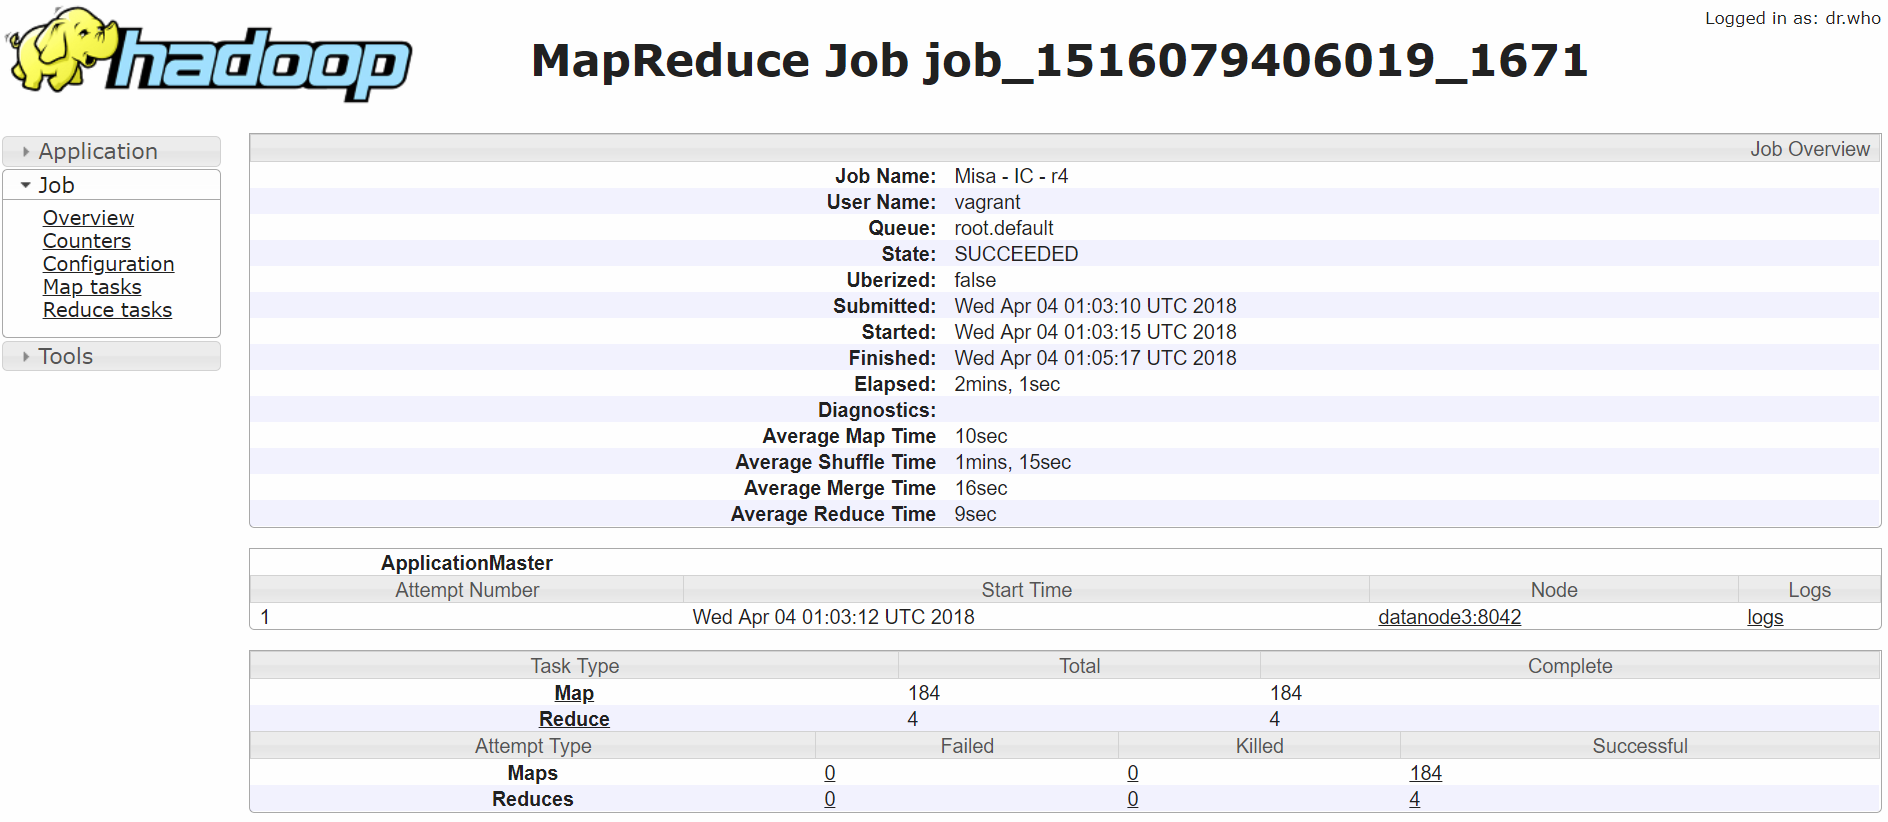 hadoop
Logged in as: dr.who
MapReduce Job job_1516079406019_1671
Application
Job
Overview
Counters
Configuration
Map tasks
Reduce tasks
Tools
Job Overview
Job Name: Misa - IC - r4
User Name: vagrant
Queue: root.default
State: SUCCEEDED
Uberized: false
Submitted: Wed Apr 04 01:03:10 UTC 2018
Started: Wed Apr 04 01:03:15 UTC 2018
Finished: Wed Apr 04 01:05:17 UTC 2018
Elapsed: 2mins, 1sec
Diagnostics:
Average Map Time 10sec
Average Shuffle Time 1mins, 15sec
Average Merge Time 16sec
Average Reduce Time 9sec
ApplicationMaster
Attempt Number Start Time Node Logs
1 Wed Apr 04 01:03:12 UTC 2018 datanode3:8042 logs
Task Type Total Complete
Map 184 184
Reduce 4 4
Attempt Type Failed Killed Successful
Maps 0 0 184
Reduces 0 0 4